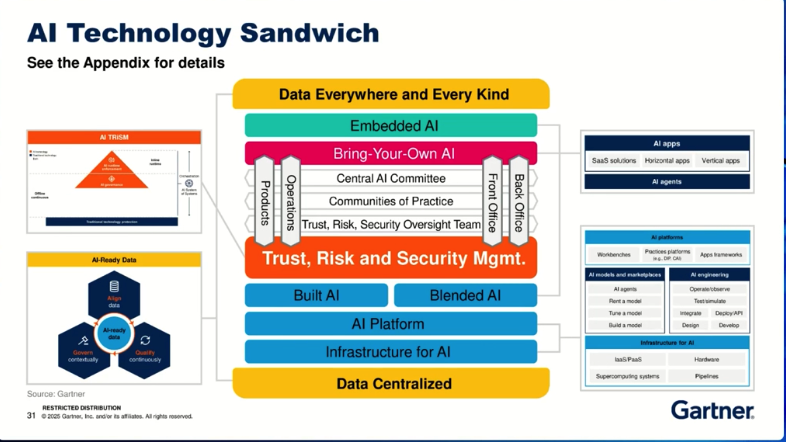 AI Technology Sandwich
See the Appendix for details
AI TRiSM
Traditional technology protection
AI-Ready Data
Align
data
AI-ready
data
Govern
contextually
Qualify
continuously
Data Everywhere and Every Kind
Embedded AI
Bring-Your-Own AI
Central AI Committee
Communities of Practice
Trust, Risk, Security Oversight Team
Products
Operations
Front Office
Back Office
Trust, Risk and Security Mgmt.
Built AI
Blended AI
AI Platform
Infrastructure for AI
Data Centralized
AI apps
SaaS solutions
Horizontal apps
Vertical apps
AI agents
AI platforms
Workbenches
Practices platforms
Apps frameworks
AI models and marketplaces
AI agents
Rent a model
Tune a model
Build a model
AI engineering
Operate/observe
Test/simulate
Integrate
Deploy/API
Design
Develop
Infrastructure for AI
IaaS/PaaS
Hardware
Supercomputing systems
Pipelines
Source: Gartner
RESTRICTED DISTRIBUTION
31 © 2025 Gartner, Inc. and/or its affiliates. All rights reserved.
Gartner